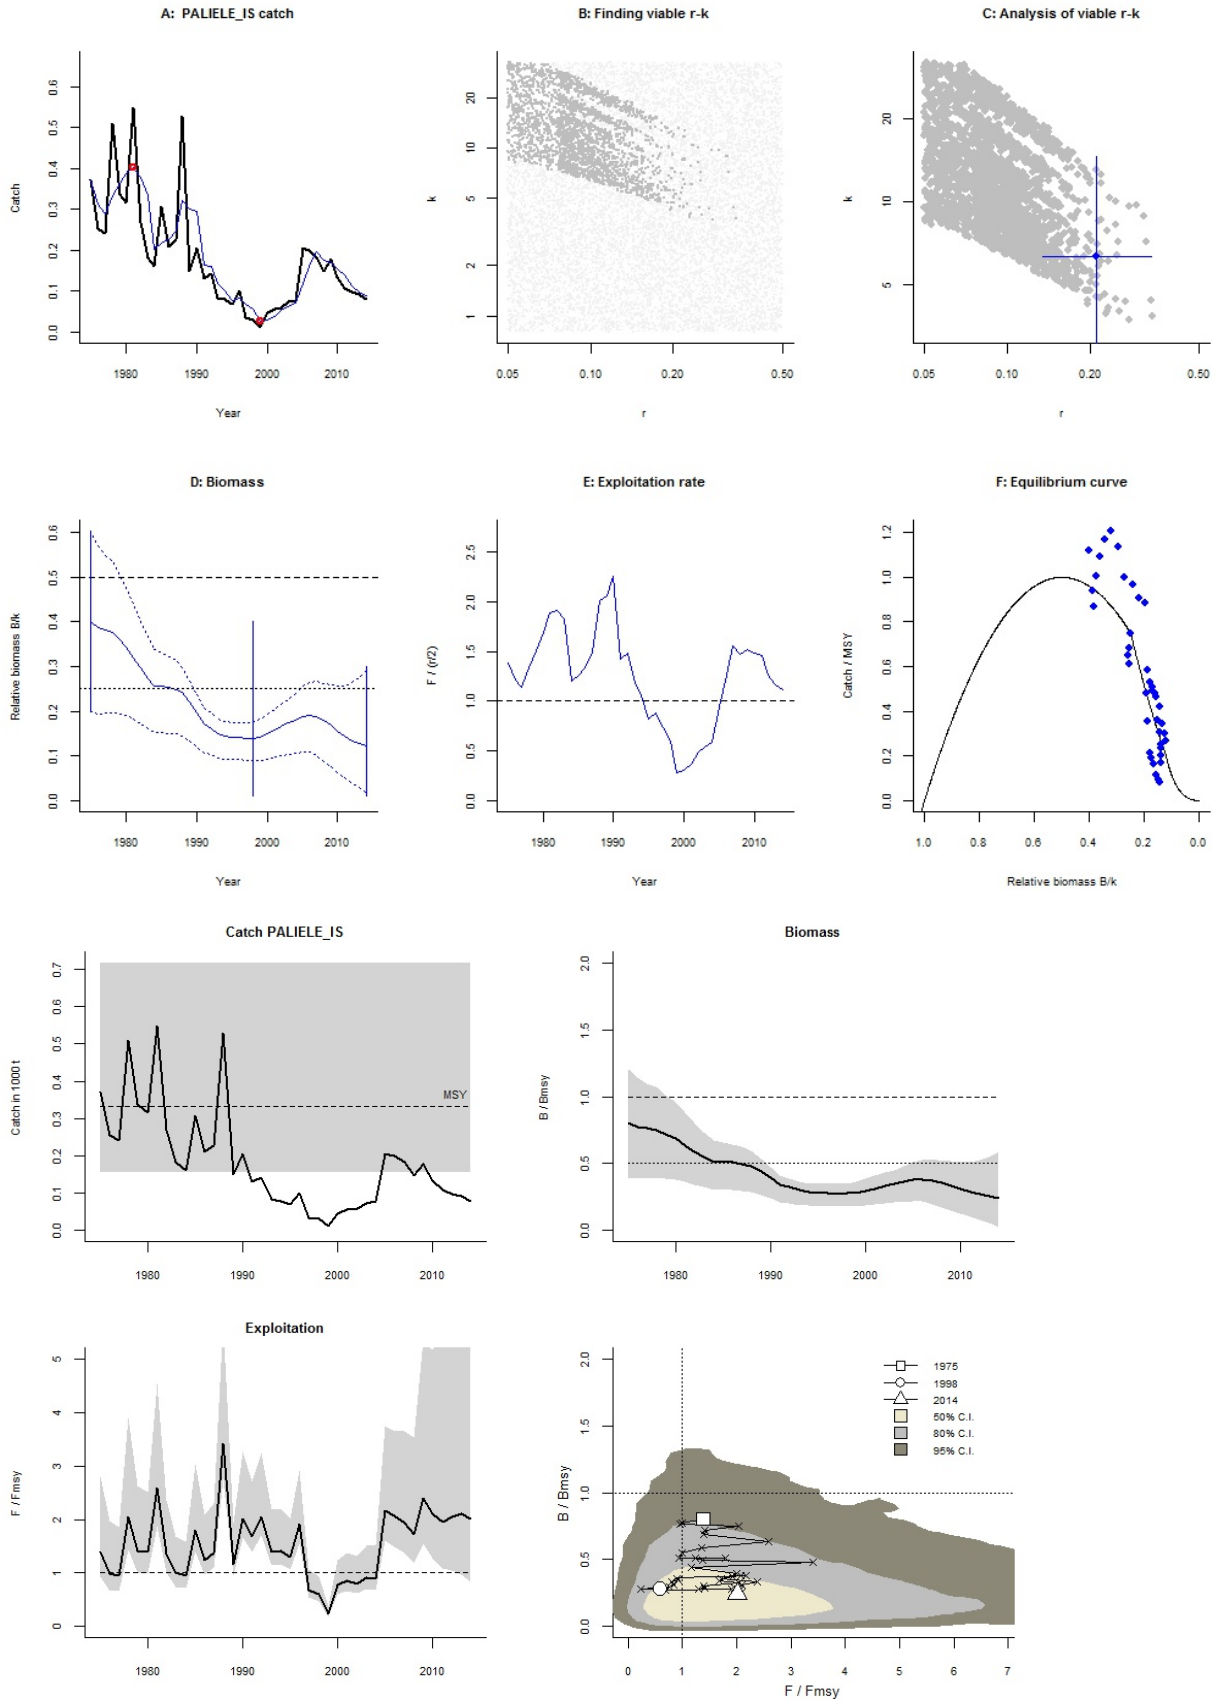 A: PALIELE_IS catch
B: Finding viable r-k
C: Analysis of viable r-k
Catch
0.0 0.1 0.2 0.3 0.4 0.5 0.6
1980 1990 2000 2010
Year
k
1 2 5 10 20
0.05 0.10 0.20 0.50
r
k
5 10 20
0.05 0.10 0.20 0.50
r
D: Biomass
E: Exploitation rate
F: Equilibrium curve
Relative biomass B/k
0.0 0.1 0.2 0.3 0.4 0.5 0.6
1980 1990 2000 2010
Year
F / (r/2)
0.0 0.5 1.0 1.5 2.0 2.5
1980 1990 2000 2010
Year
Catch / MSY
0.0 0.2 0.4 0.6 0.8 1.0 1.2
1.0 0.8 0.6 0.4 0.2 0.0
Relative biomass B/k
Catch PALIELE_IS
Biomass
Catch in 1000 t
0.0 0.1 0.2 0.3 0.4 0.5 0.6 0.7
MSY
1980 1990 2000 2010
B / Bmsy
0.0 0.5 1.0 1.5 2.0
1980 1990 2000 2010
Exploitation
F / Fmsy
0 1 2 3 4 5
1980 1990 2000 2010
B / Bmsy
0.0 0.5 1.0 1.5 2.0
1975
1998
2014
50% C.I.
80% C.I.
95% C.I.
0 1 2 3 4 5 6 7
F / Fmsy